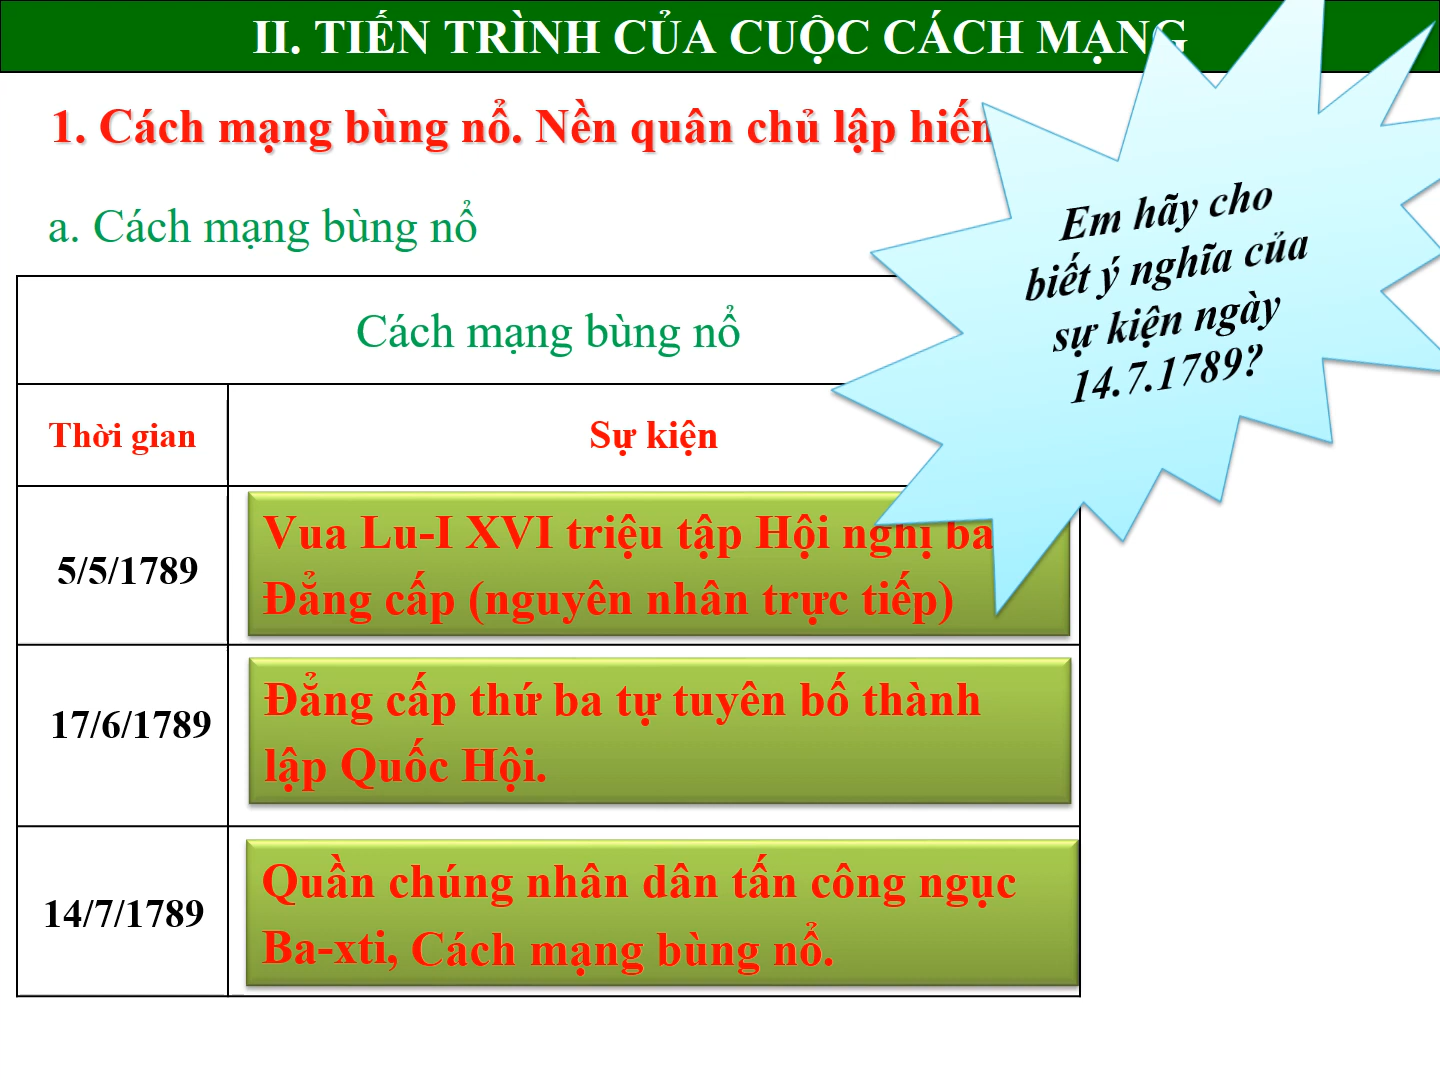 II. TIẾN TRÌNH CỦA CUỘC CÁCH MẠNG
1. Cách mạng bùng nổ. Nền quân chủ lập hiến
a. Cách mạng bùng nổ
Em hãy cho
biết ý nghĩa của
sự kiện ngày
14.7.1789?
Cách mạng bùng nổ
Thời gian
Sự kiện
5/5/1789
Vua Lu-I XVI triệu tập Hội nghị ba
Đẳng cấp (nguyên nhân trực tiếp)
17/6/1789
Đẳng cấp thứ ba tự tuyên bố thành
lập Quốc Hội.
14/7/1789
Quần chúng nhân dân tấn công ngục
Ba-xti, Cách mạng bùng nổ.